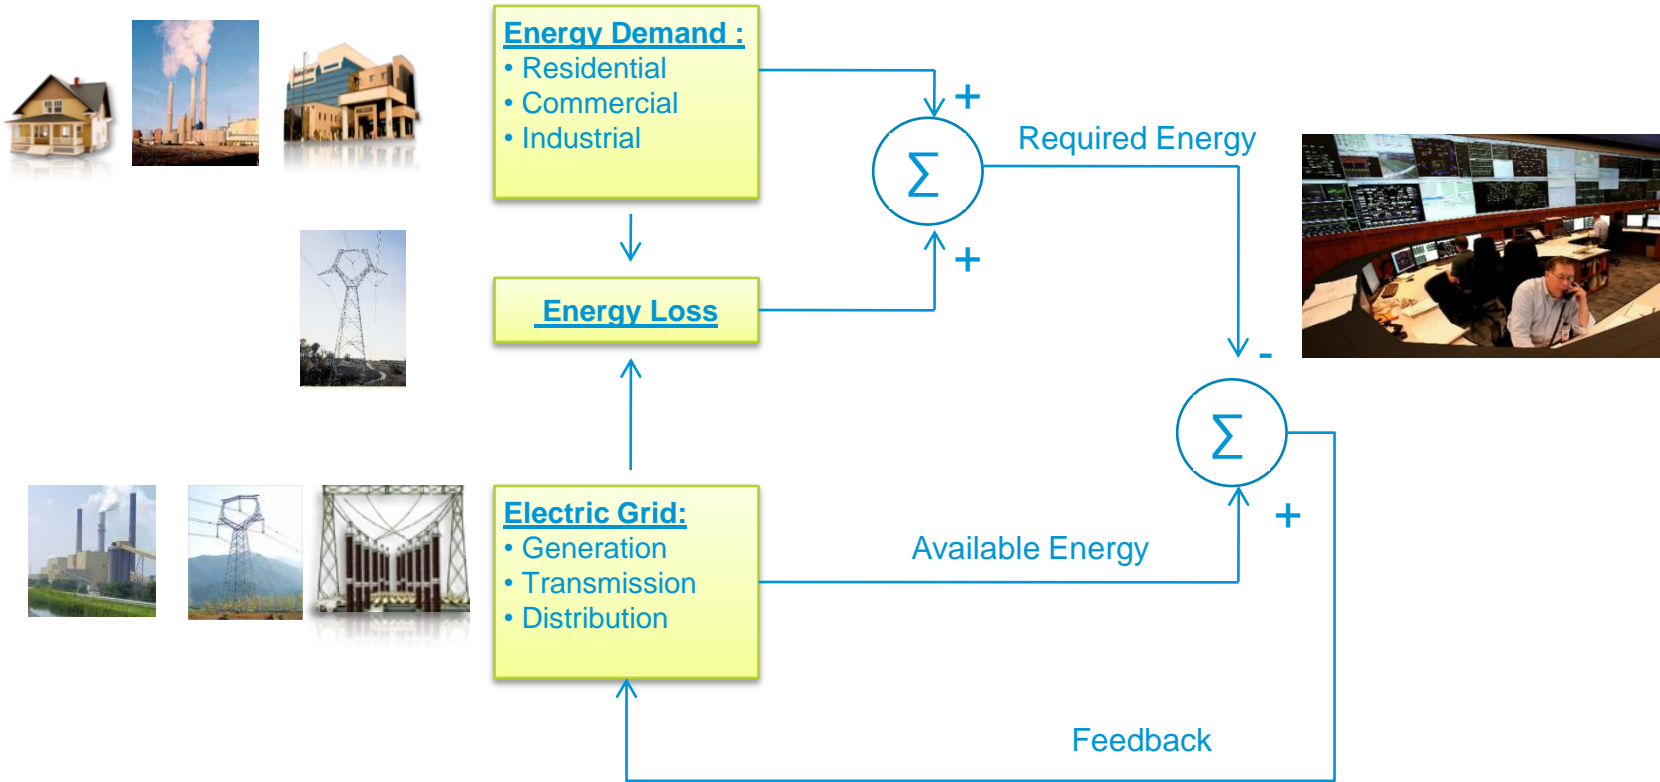 Energy Demand :
• Residential
• Commercial
• Industrial
+
∑
Required Energy
+
Energy Loss
-
∑
+
Electric Grid:
• Generation
• Transmission
• Distribution
Available Energy
Feedback